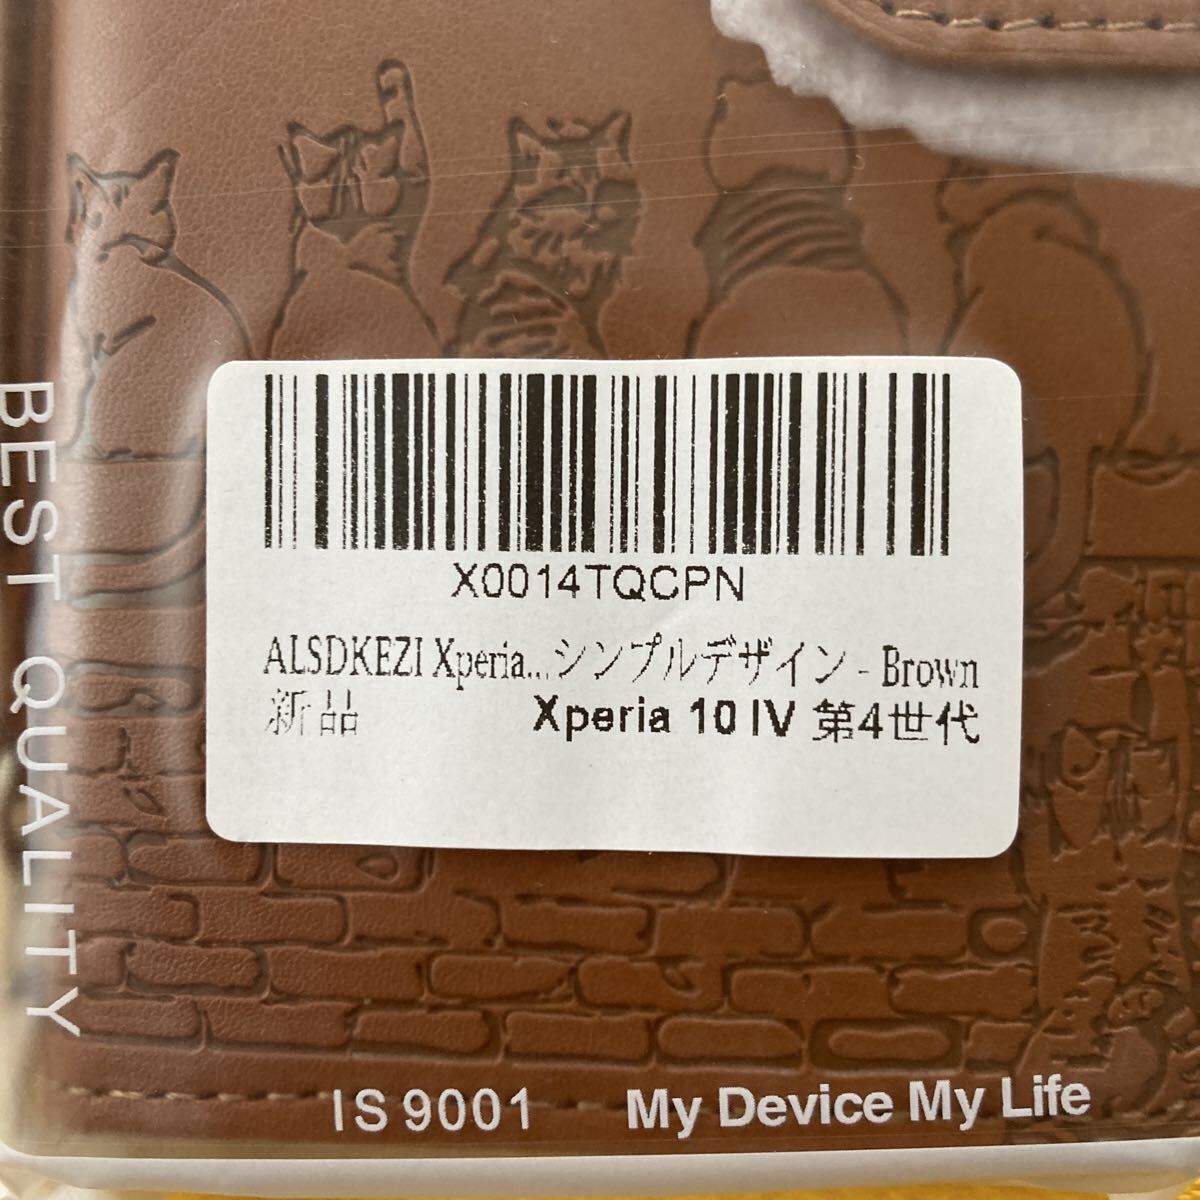 X0014TQCPN
ALSDKEZI Xperia...シンプルデザイン - Brown
新品 Xperia 10 IV 第4世代
BEST QUALITY
IS 9001 My Device My Life